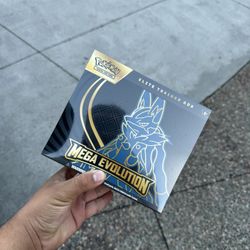 Pokémon
ELITE TRAINER BOX
MEGA EVOLUTION